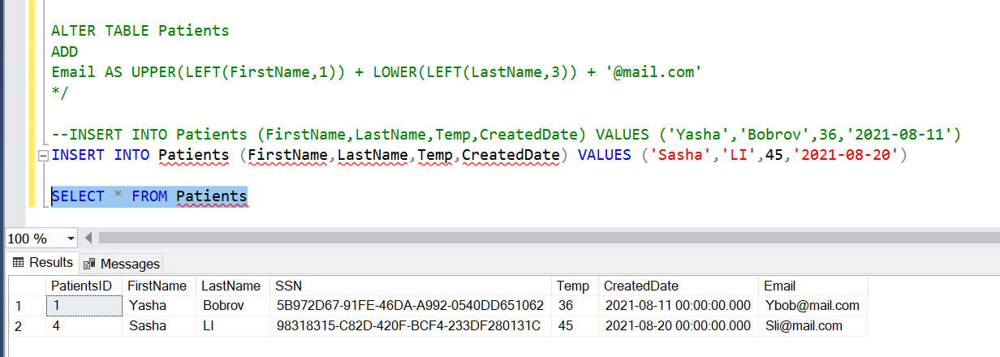 ALTER TABLE Patients
ADD
Email AS UPPER(LEFT(FirstName,1)) + LOWER(LEFT(LastName,3)) + '@mail.com'
*/
--INSERT INTO Patients (FirstName,LastName,Temp,CreatedDate) VALUES ('Yasha','Bobrov',36,'2021-08-11')
INSERT INTO Patients (FirstName,LastName,Temp,CreatedDate) VALUES ('Sasha','LI',45,'2021-08-20')
SELECT * FROM Patients
100 %
Results Messages
PatientsID FirstName LastName SSN Temp CreatedDate Email
1 1 Yasha Bobrov 5B972D67-91FE-46DA-A992-0540DD651062 36 2021-08-11 00:00:00.000 Ybob@mail.com
2 4 Sasha LI 98318315-C82D-420F-BCF4-233DF280131C 45 2021-08-20 00:00:00.000 Sli@mail.com